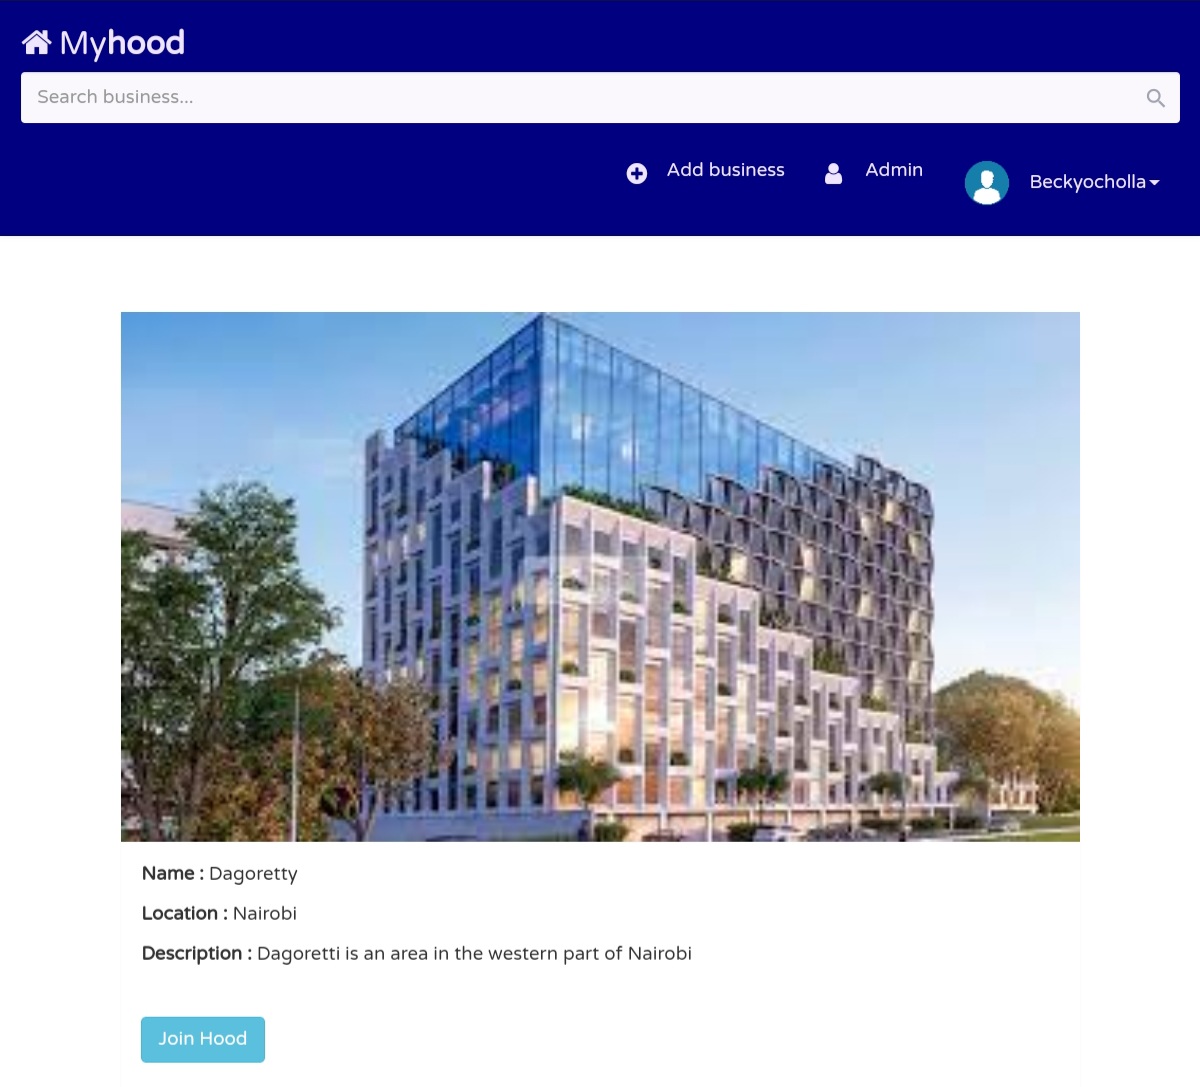 Myhood
Search business...
Add business
Admin
Beckyocholla
Name : Dagoretty
Location : Nairobi
Description : Dagoretti is an area in the western part of Nairobi
Join Hood